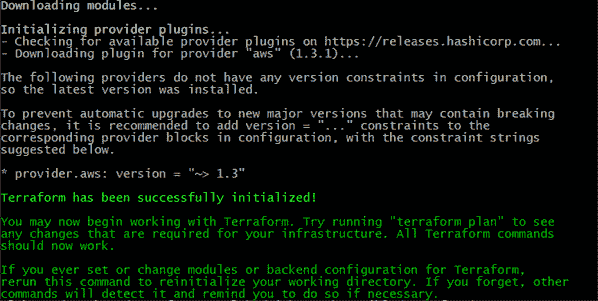 Downloading modules...
Initializing provider plugins...
- Checking for available provider plugins on https://releases.hashicorp.com...
- Downloading plugin for provider "aws" (1.3.1)...
The following providers do not have any version constraints in configuration,
so the latest version was installed.
To prevent automatic upgrades to new major versions that may contain breaking
changes, it is recommended to add version = "..." constraints to the
corresponding provider blocks in configuration, with the constraint strings
suggested below.
* provider.aws: version = "~> 1.3"
Terraform has been successfully initialized!
You may now begin working with Terraform. Try running "terraform plan" to see
any changes that are required for your infrastructure. All Terraform commands
should now work.
If you ever set or change modules or backend configuration for Terraform,
rerun this command to reinitialize your working directory. If you forget, other
commands will detect it and remind you to do so if necessary.